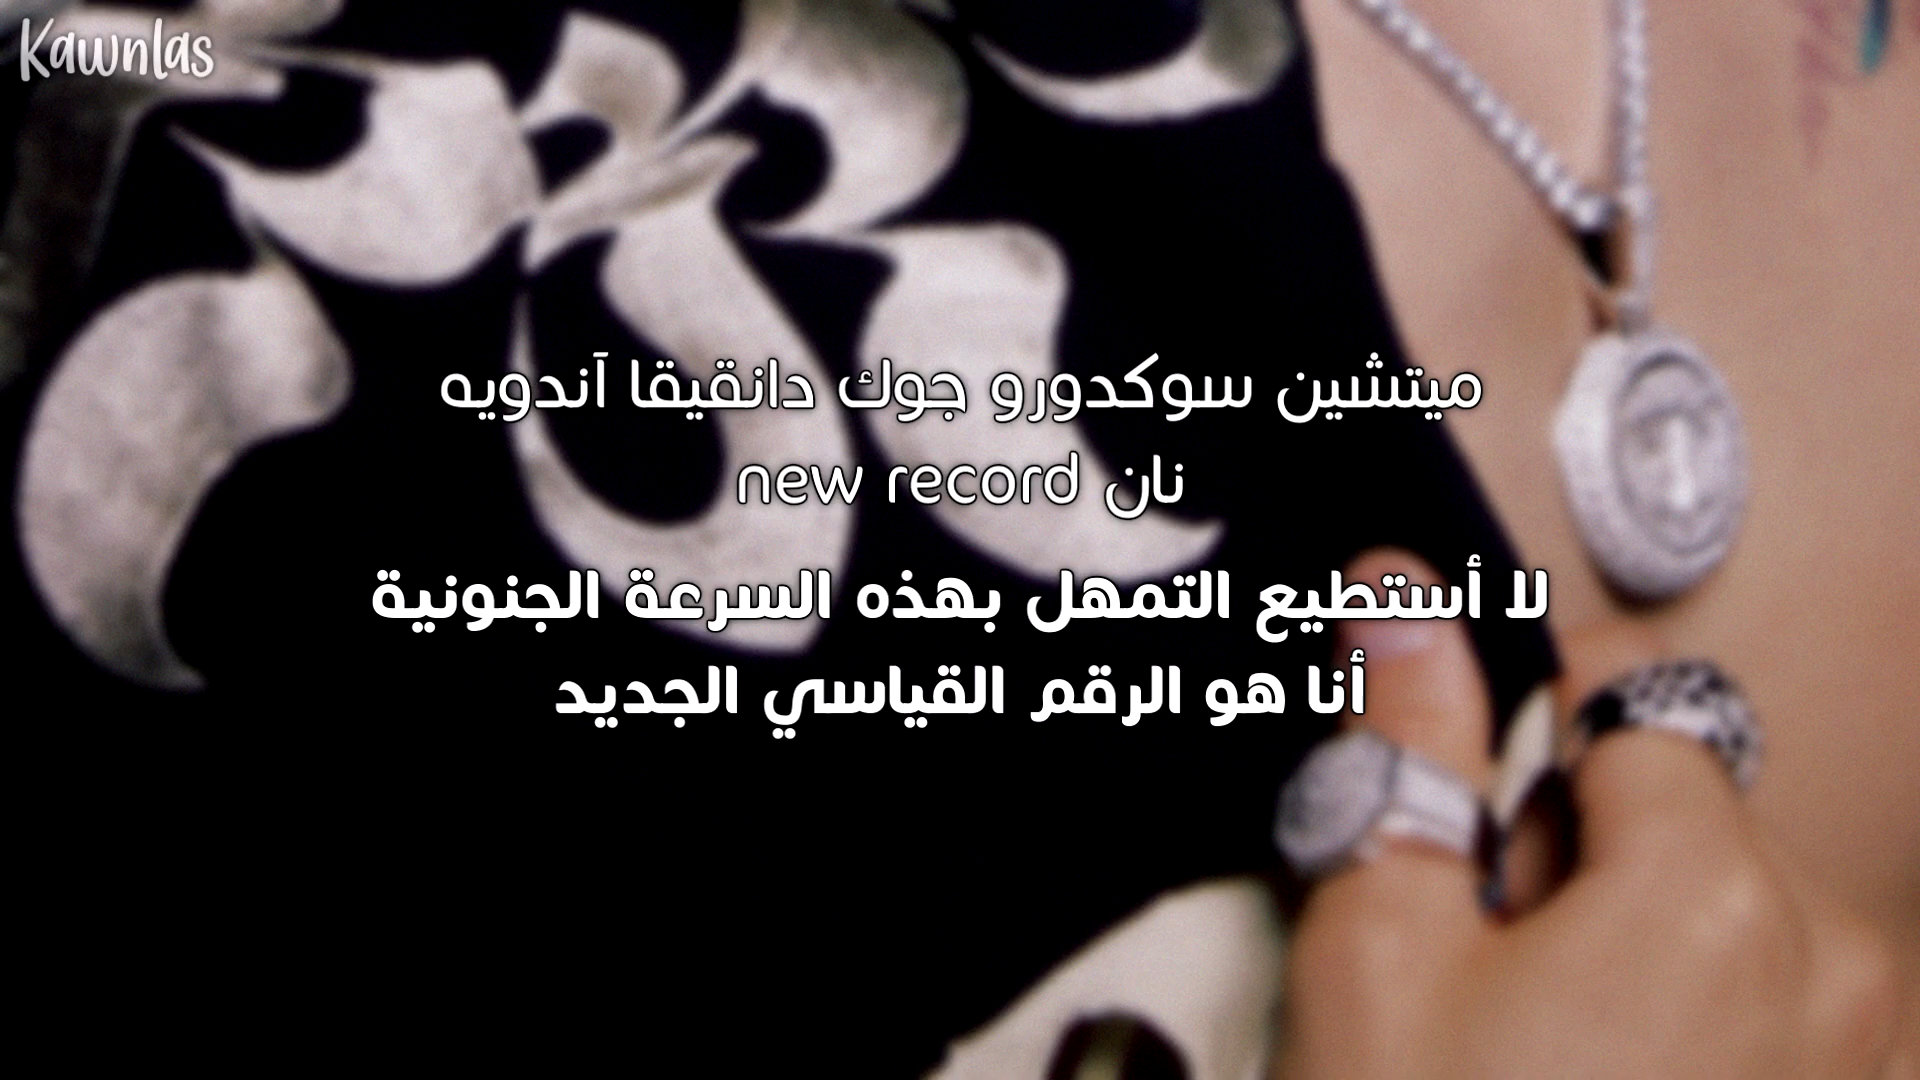 Kawnlas
ميتشين سوكدورو جوك دانقيقا آندويه
نان new record
لا أستطيع التمهل بهذه السرعة الجنونية
أنا هو الرقم القياسي الجديد